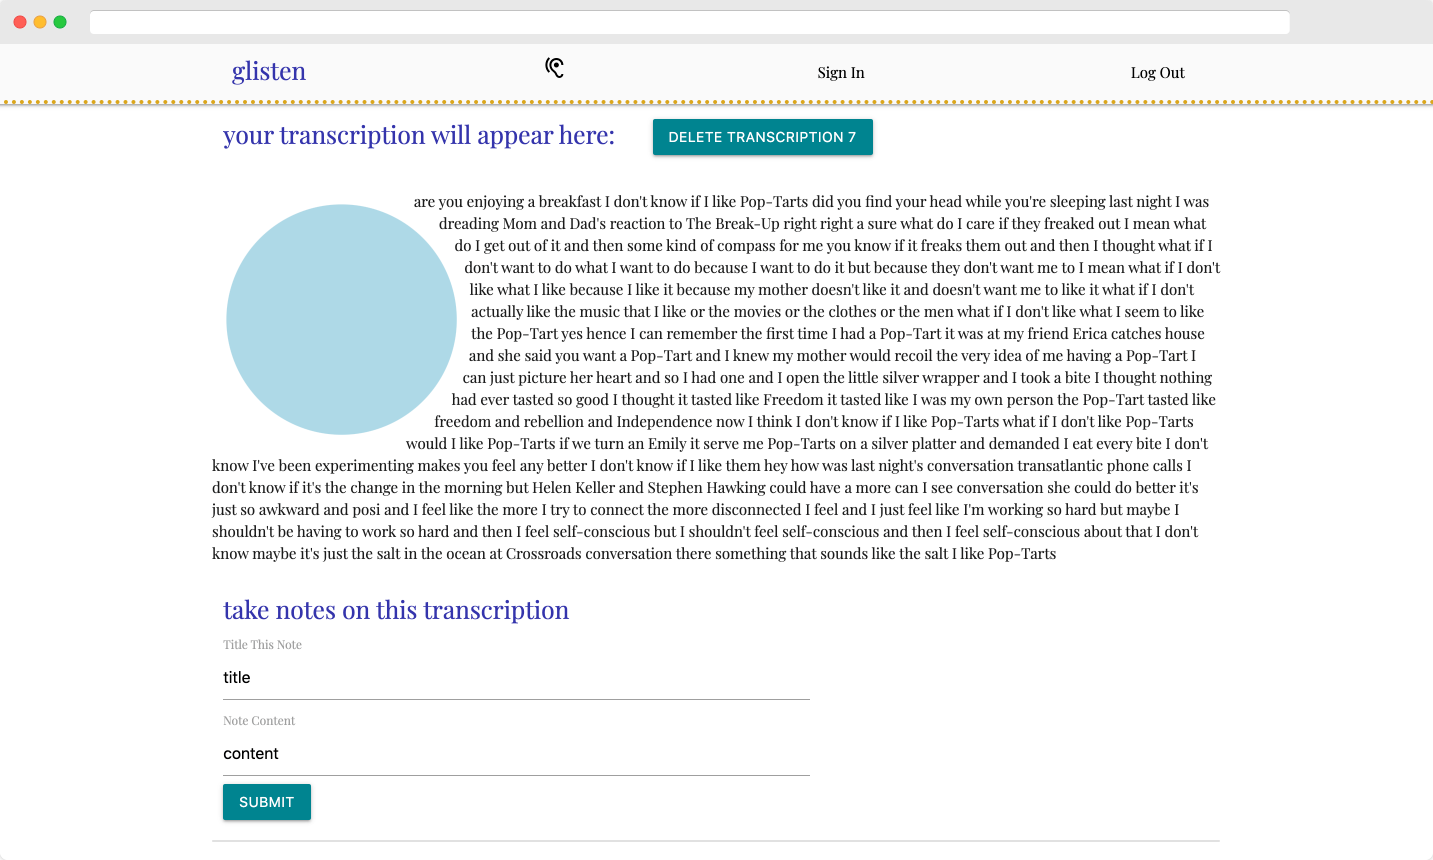 glisten
Sign In
Log Out
your transcription will appear here:
DELETE TRANSCRIPTION 7
are you enjoying a breakfast I don't know if I like Pop-Tarts did you find your head while you're sleeping last night I was
dreading Mom and Dad's reaction to The Break-Up right right a sure what do I care if they freaked out I mean what
do I get out of it and then some kind of compass for me you know if it freaks them out and then I thought what if I
don't want to do what I want to do because I want to do it but because they don't want me to I mean what if I don't
like what I like because I like it because my mother doesn't like it and doesn't want me to like it what if I don't
actually like the music that I like or the movies or the clothes or the men what if I don't like what I seem to like
the Pop-Tart yes hence I can remember the first time I had a Pop-Tart it was at my friend Erica catches house
and she said you want a Pop-Tart and I knew my mother would recoil the very idea of me having a Pop-Tart I
can just picture her heart and so I had one and I open the little silver wrapper and I took a bite I thought nothing
had ever tasted so good I thought it tasted like Freedom it tasted like I was my own person the Pop-Tart tasted like
freedom and rebellion and Independence now I think I don't know if I like Pop-Tarts what if I don't like Pop-Tarts
would I like Pop-Tarts if we turn an Emily it serve me Pop-Tarts on a silver platter and demanded I eat every bite I don't
know I've been experimenting makes you feel any better I don't know if I like them hey how was last night's conversation transatlantic phone calls I
don't know if it's the change in the morning but Helen Keller and Stephen Hawking could have a more can I see conversation she could do better it's
just so awkward and posi and I feel like the more I try to connect the more disconnected I feel and I just feel like I'm working so hard but maybe I
shouldn't be having to work so hard and then I feel self-conscious but I shouldn't feel self-conscious and then I feel self-conscious about that I don't
know maybe it's just the salt in the ocean at Crossroads conversation there something that sounds like the salt I like Pop-Tarts
take notes on this transcription
Title This Note
title
Note Content
content
SUBMIT